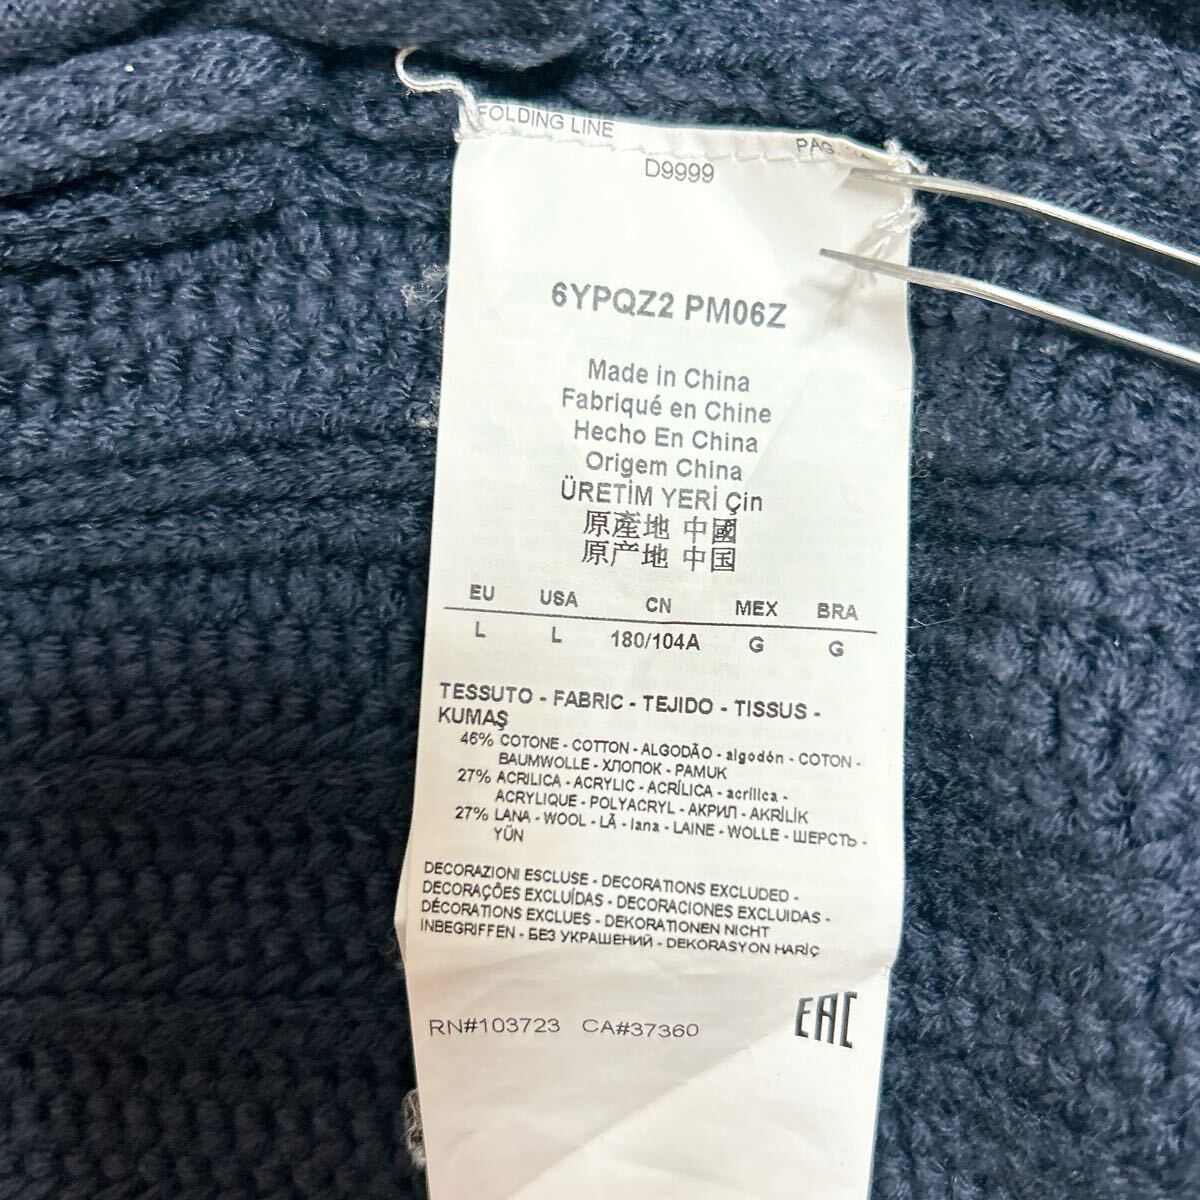 FOLDING LINE
PAG
D9999
6YPQZ2 PM06Z
Made in China
Fabriqué en Chine
Hecho En China
Origem China
ÜRETİM YERİ Çin
原產地 中國
原产地 中国
EU USA CN MEX BRA
L L 180/104A G G
TESSUTO - FABRIC - TEJIDO - TISSUS -
KUMAŞ
46% COTONE - COTTON - ALGODÃO - algodón - COTON -
BAUMWOLLE - ХЛОПОК - PAMUK
27% ACRILICA - ACRYLIC - ACRÍLICA - acrílica -
ACRYLIQUE - POLYACRYL - АКРИЛ - AKRİLİK
27% LANA - WOOL - LÃ - lana - LAINE - WOLLE - ШЕРСТЬ -
YÜN
DECORAZIONI ESCLUSE - DECORATIONS EXCLUDED -
DECORAÇÕES EXCLUÍDAS - DECORACIONES EXCLUIDAS -
DÉCORATIONS EXCLUES - DEKORATIONEN NICHT
INBEGRIFFEN - БЕЗ УКРАШЕНИЙ - DEKORASYON HARİÇ
RN#103723 CA#37360
EAC